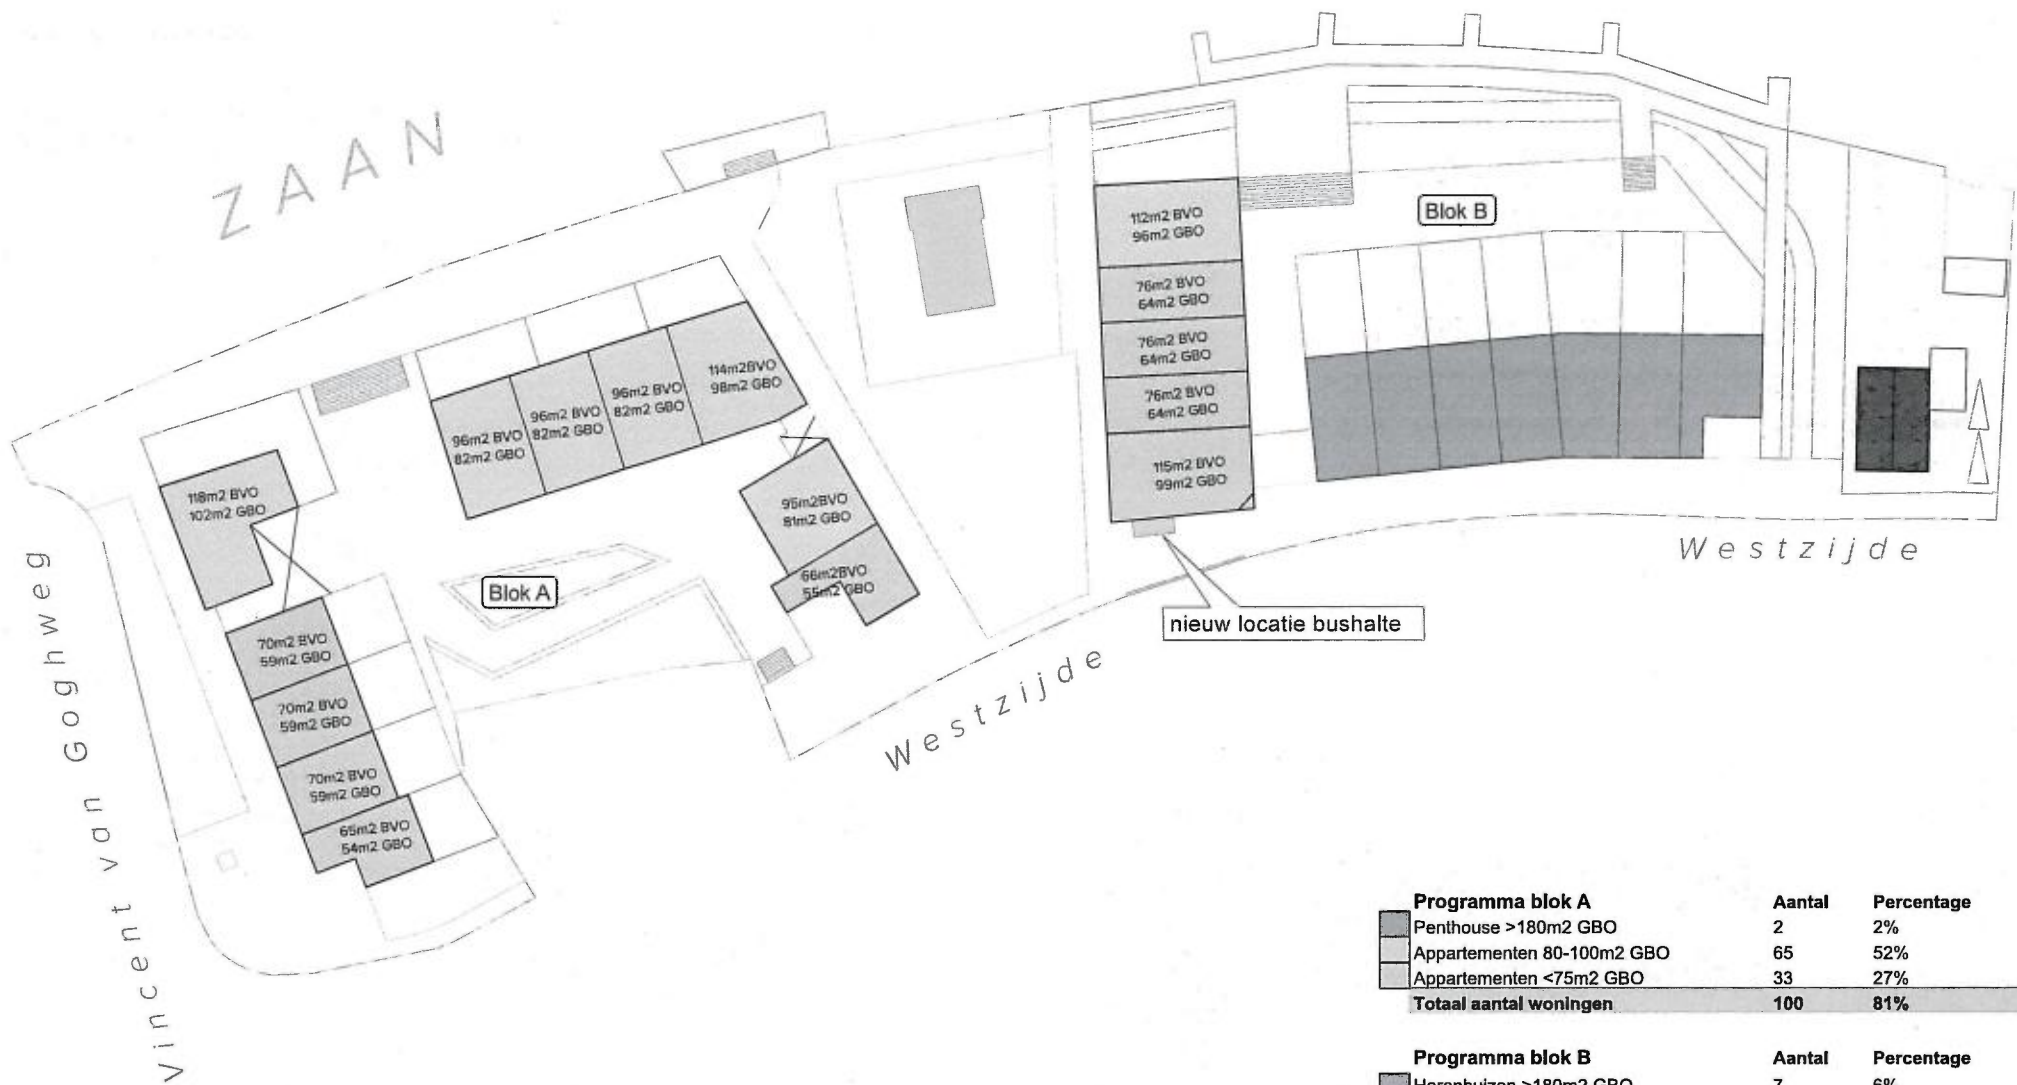 ZAAN
Blok B
112m2 BVO
96m2 GBO
76m2 BVO
64m2 GBO
76m2 BVO
64m2 GBO
76m2 BVO
64m2 GBO
115m2 BVO
99m2 GBO
114m2BVO
98m2 GBO
96m2 BVO
82m2 GBO
96m2 BVO
82m2 GBO
96m2 BVO
82m2 GBO
118m2 BVO
102m2 GBO
95m2BVO
81m2 GBO
66m2BVO
55m2 GBO
Blok A
70m2 BVO
59m2 GBO
70m2 BVO
59m2 GBO
70m2 BVO
59m2 GBO
65m2 BVO
54m2 GBO
Westzijde
nieuw locatie bushalte
Westzijde
Vincent van Goghweg
Programma blok A Aantal Percentage
Penthouse >180m2 GBO 2 2%
Appartementen 80-100m2 GBO 65 52%
Appartementen <75m2 GBO 33 27%
Totaal aantal woningen 100 81%
Programma blok B Aantal Percentage
Herenhuizen >180m2 GBO 7 6%